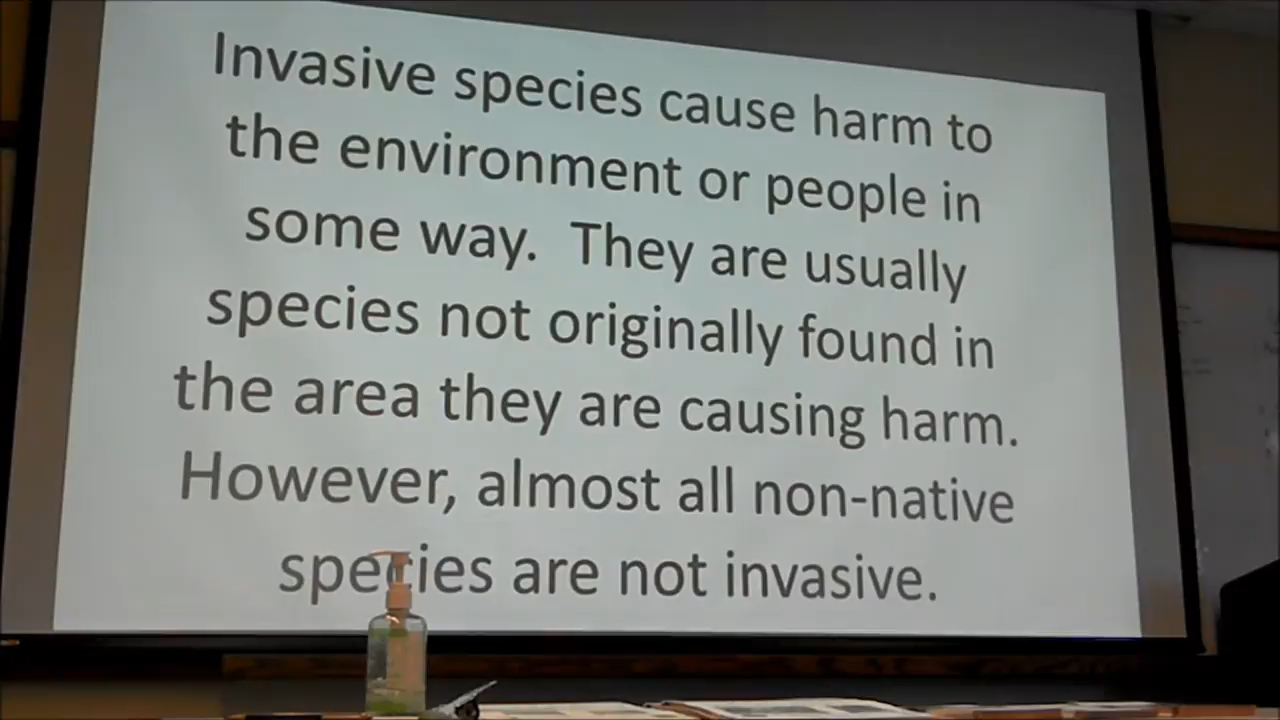 Invasive species cause harm to
the environment or people in
some way. They are usually
species not originally found in
the area they are causing harm.
However, almost all non-native
species are not invasive.